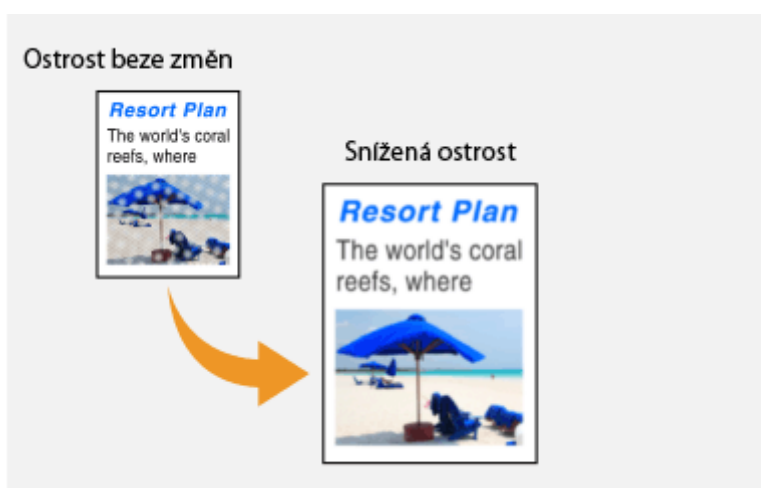 Ostrost beze změn
Resort Plan
The world's coral
reefs, where
Snížená ostrost
Resort Plan
The world's coral
reefs, where